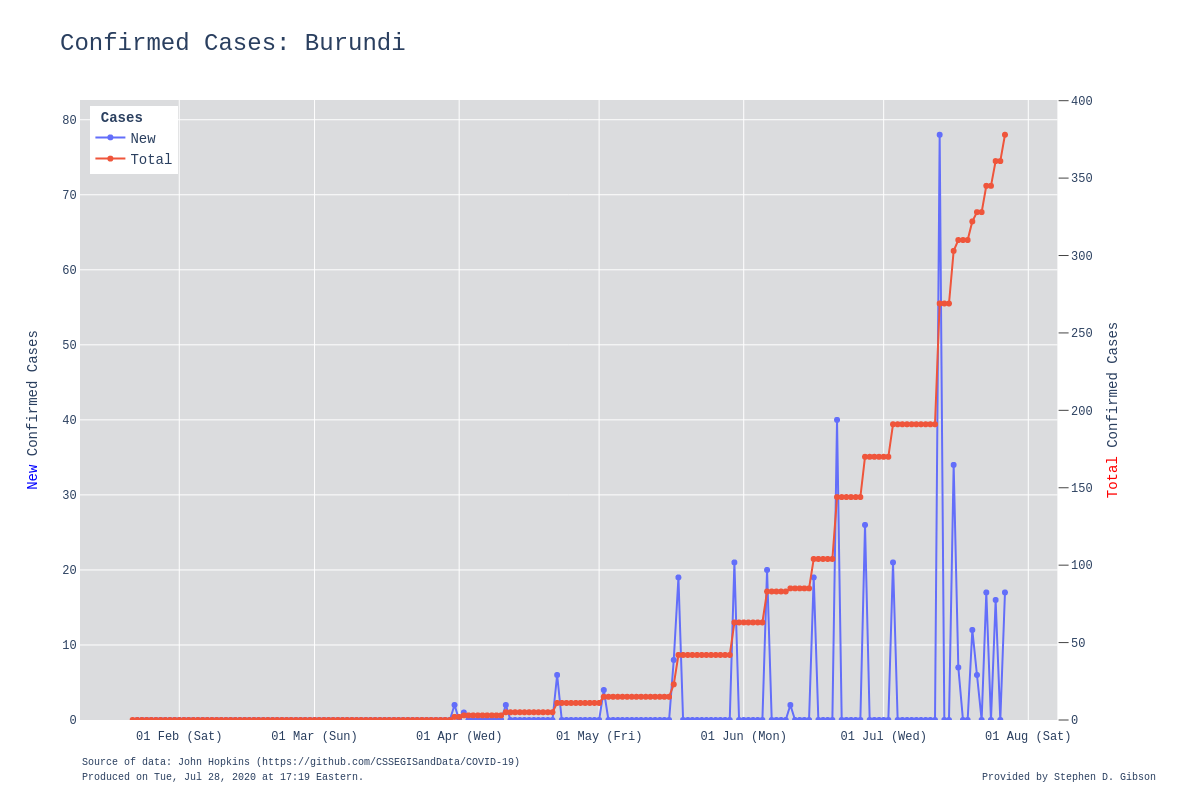 Confirmed Cases: Burundi
Cases
New
Total
80
70
60
50
40
30
20
10
0
New Confirmed Cases
400
350
300
250
200
150
100
50
0
Total Confirmed Cases
01 Feb (Sat)
01 Mar (Sun)
01 Apr (Wed)
01 May (Fri)
01 Jun (Mon)
01 Jul (Wed)
01 Aug (Sat)
Source of data: John Hopkins (https://github.com/CSSEGISandData/COVID-19)
Produced on Tue, Jul 28, 2020 at 17:19 Eastern.
Provided by Stephen D. Gibson